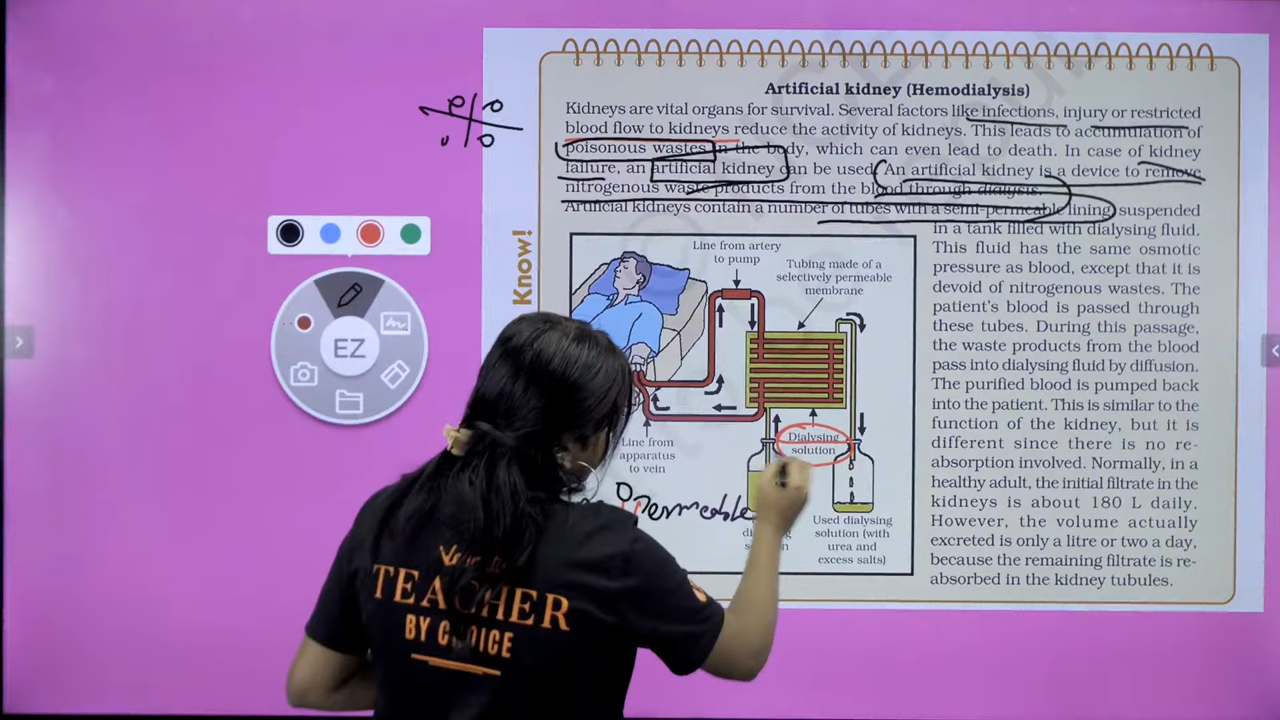 Artificial kidney (Hemodialysis)
Kidneys are vital organs for survival. Several factors like infections, injury or restricted
blood flow to kidneys reduce the activity of kidneys. This leads to accumulation of
poisonous wastes in the body, which can even lead to death. In case of kidney
failure, an artificial kidney can be used. An artificial kidney is a device to remove
nitrogenous waste products from the blood through dialysis.
Artificial kidneys contain a number of tubes with a semi-permeable lining, suspended
in a tank filled with dialysing fluid.
This fluid has the same osmotic
pressure as blood, except that it is
devoid of nitrogenous wastes. The
patient's blood is passed through
these tubes. During this passage,
the waste products from the blood
pass into dialysing fluid by diffusion.
The purified blood is pumped back
into the patient. This is similar to the
function of the kidney, but it is
different since there is no re-
absorption involved. Normally, in a
healthy adult, the initial filtrate in the
kidneys is about 180 L daily.
However, the volume actually
excreted is only a litre or two a day,
because the remaining filtrate is re-
absorbed in the kidney tubules.
Know!
Line from artery
to pump
Tubing made of a
selectively permeable
membrane
Dialysing
solution
Line from
apparatus
to vein
Permeable
Used dialysing
solution (with
urea and
excess salts)
EZ
TEACHER
BY CHOICE